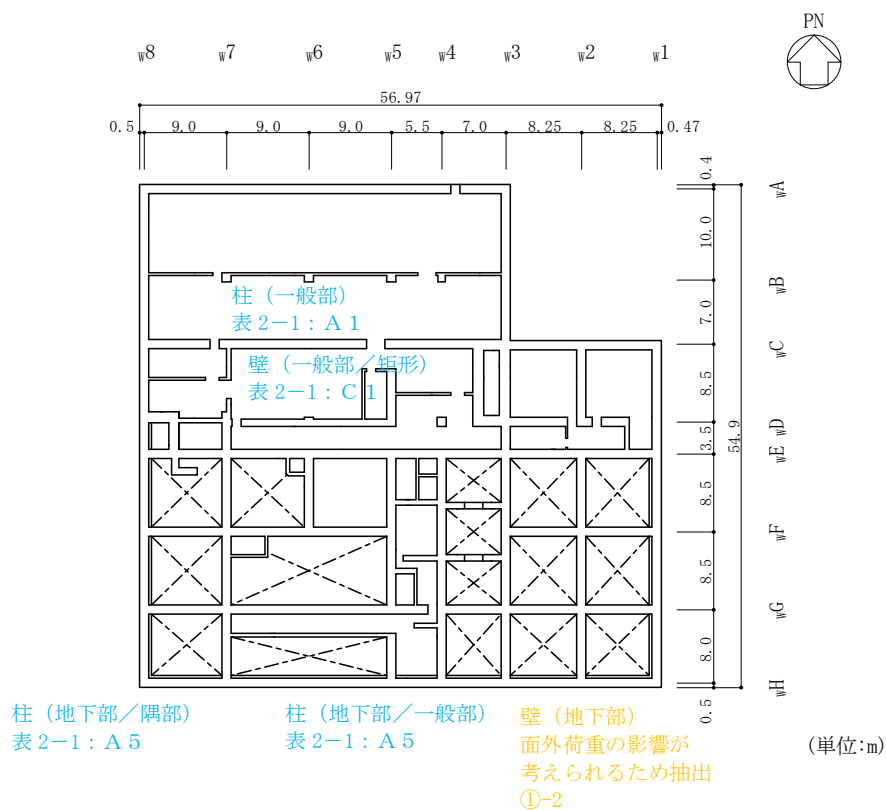 PN
W8 W7 W6 W5 W4 W3 W2 W1
56.97
0.5 9.0 9.0 9.0 5.5 7.0 8.25 8.25 0.47
0.4
WA
10.0
WB
7.0
WC
8.5
WD
3.5
54.9
WE
8.5
WF
8.5
WG
8.0
WH
0.5
柱（一般部）
表2-1：A1
壁（一般部／矩形）
表2-1：C1
柱（地下部／隅部）
表2-1：A5
柱（地下部／一般部）
表2-1：A5
壁（地下部）
面外荷重の影響が
考えられるため抽出
①-2
(単位:m)